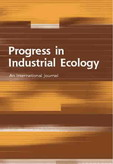 Progress in
Industrial Ecology
An International Journal